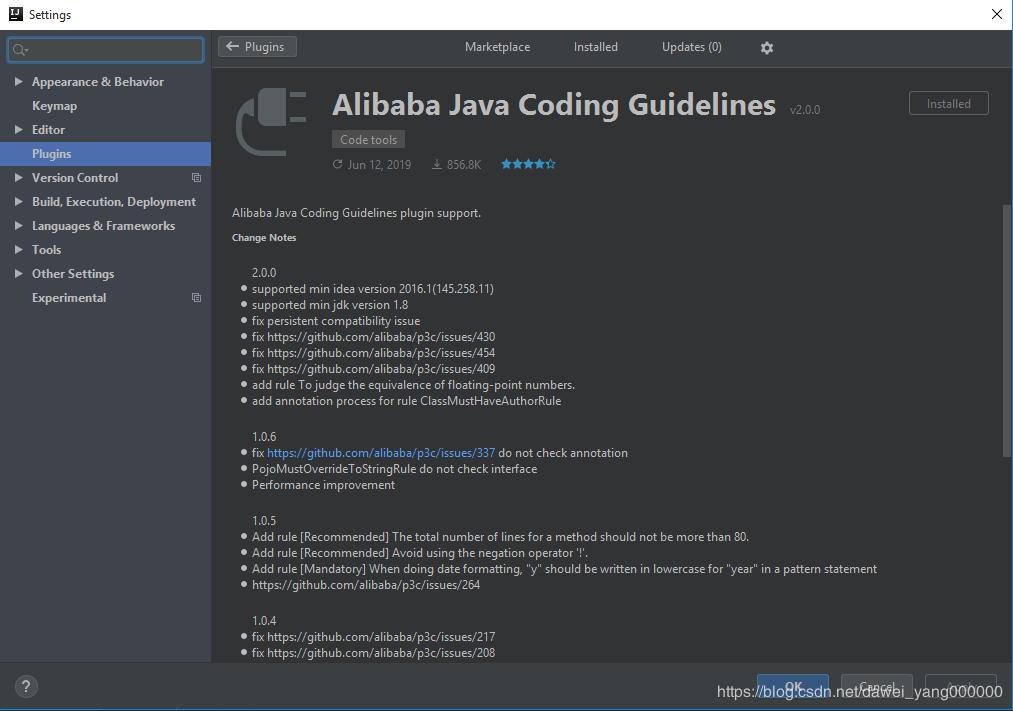 Settings
Plugins
Marketplace
Installed
Updates (0)
Appearance & Behavior
Keymap
Editor
Plugins
Version Control
Build, Execution, Deployment
Languages & Frameworks
Tools
Other Settings
Experimental
Alibaba Java Coding Guidelines v2.0.0
Installed
Code tools
Jun 12, 2019 856.8K
Alibaba Java Coding Guidelines plugin support.
Change Notes
2.0.0
supported min idea version 2016.1(145.258.11)
supported min jdk version 1.8
fix persistent compatibility issue
fix https://github.com/alibaba/p3c/issues/430
fix https://github.com/alibaba/p3c/issues/454
fix https://github.com/alibaba/p3c/issues/409
add rule To judge the equivalence of floating-point numbers.
add annotation process for rule ClassMustHaveAuthorRule
1.0.6
fix https://github.com/alibaba/p3c/issues/337 do not check annotation
PojoMustOverrideToStringRule do not check interface
Performance improvement
1.0.5
Add rule [Recommended] The total number of lines for a method should not be more than 80.
Add rule [Recommended] Avoid using the negation operator '!'.
Add rule [Mandatory] When doing date formatting, "y" should be written in lowercase for "year" in a pattern statement
https://github.com/alibaba/p3c/issues/264
1.0.4
fix https://github.com/alibaba/p3c/issues/217
fix https://github.com/alibaba/p3c/issues/208
?
OK
Cancel
Apply
https://blog.csdn.net/dawei_yang000000